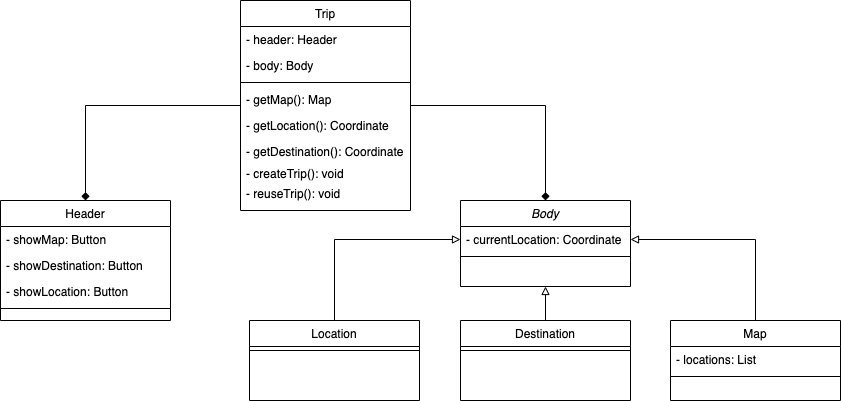 Trip
- header: Header
- body: Body
- getMap(): Map
- getLocation(): Coordinate
- getDestination(): Coordinate
- createTrip(): void
- reuseTrip(): void
Header
- showMap: Button
- showDestination: Button
- showLocation: Button
Body
- currentLocation: Coordinate
Location
Destination
Map
- locations: List